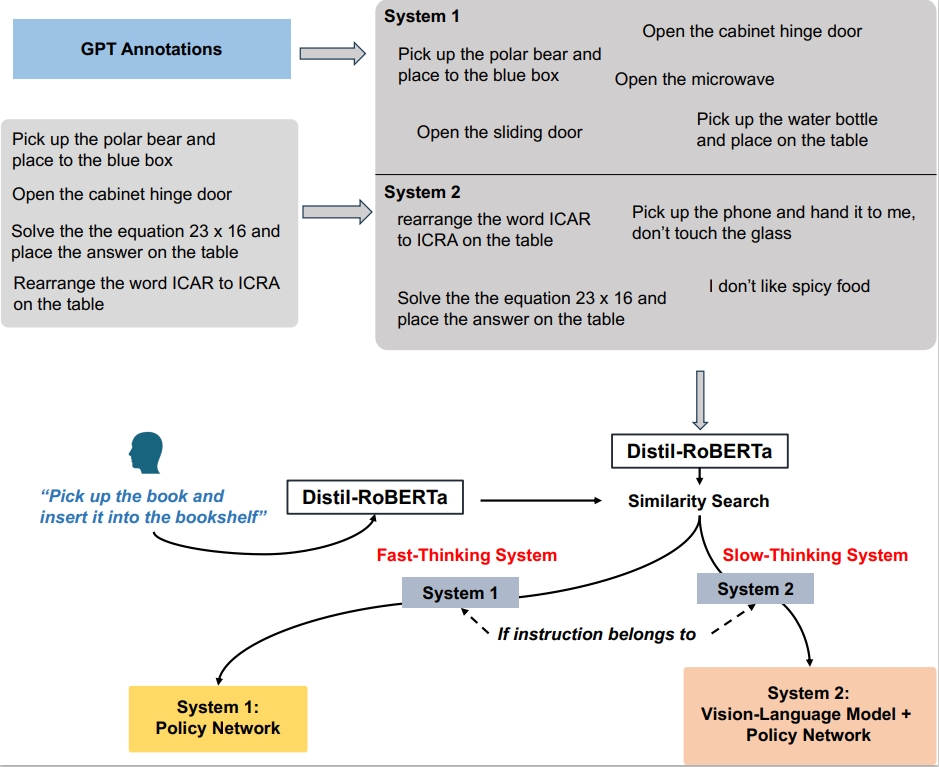 GPT Annotations
Pick up the polar bear and
place to the blue box
Open the cabinet hinge door
Solve the the equation 23 x 16 and
place the answer on the table
Rearrange the word ICAR to ICRA
on the table
System 1
Pick up the polar bear and
place to the blue box
Open the cabinet hinge door
Open the microwave
Open the sliding door
Pick up the water bottle
and place on the table
System 2
rearrange the word ICAR
to ICRA on the table
Pick up the phone and hand it to me,
don’t touch the glass
I don’t like spicy food
Solve the the equation 23 x 16 and
place the answer on the table
Distil-RoBERTa
“Pick up the book and
insert it into the bookshelf”
Distil-RoBERTa
Similarity Search
Fast-Thinking System
Slow-Thinking System
System 1
System 2
If instruction belongs to
System 1:
Policy Network
System 2:
Vision-Language Model +
Policy Network